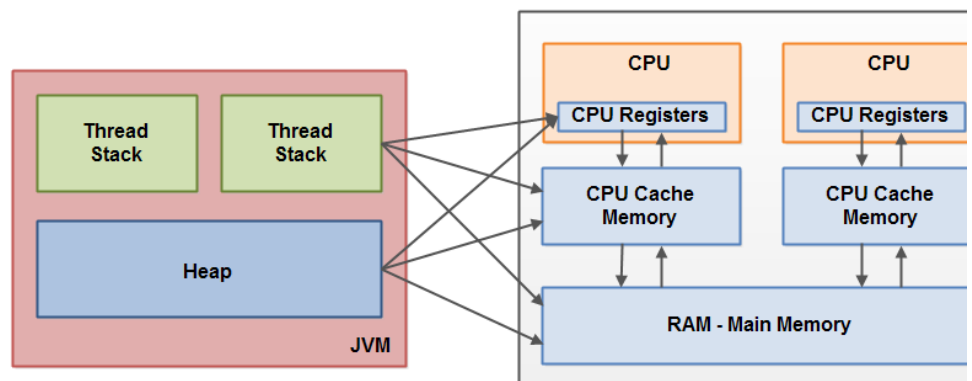 CPU
CPU
CPU Registers
CPU Registers
Thread
Stack
Thread
Stack
CPU Cache
Memory
CPU Cache
Memory
Heap
RAM - Main Memory
JVM